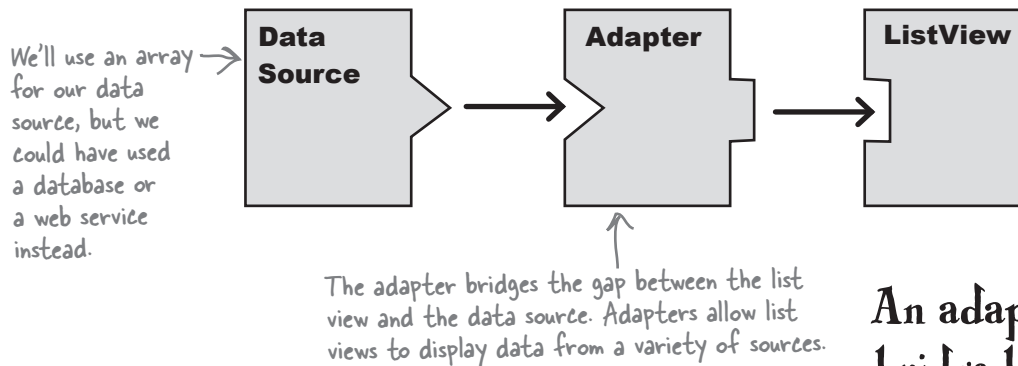 We'll use an array
for our data
source, but we
could have used
a database or
a web service
instead.
Data
Source
Adapter
ListView
The adapter bridges the gap between the list
view and the data source. Adapters allow list
views to display data from a variety of sources.
An adap